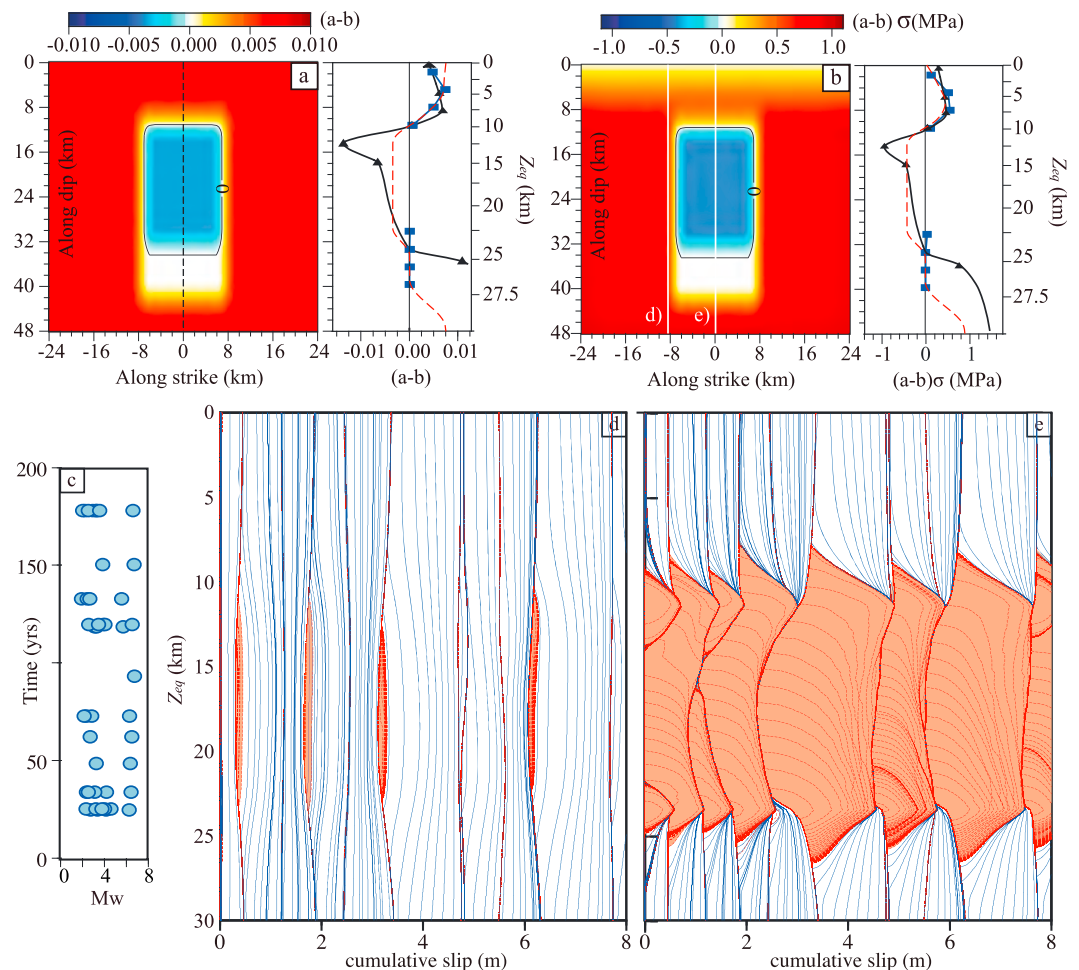 (a-b)
-0.010 -0.005 0.000 0.005 0.010
(a-b) σ(MPa)
-1.0 -0.5 0.0 0.5 1.0
a
0
8
16
24
32
40
48
Along dip (km)
0
-24 -16 -8 0 8 24
Along strike (km)
0
5
10
15
20
25
27.5
Zeq (km)
-0.01 0.00 0.01
(a-b)
b
0
8
16
24
32
40
48
Along dip (km)
0
d) e)
-24 -16 -8 0 8 24
Along strike (km)
0
5
10
15
20
25
27.5
Zeq (km)
-1 0 1
(a-b)σ (MPa)
c
200
150
50
0
Time (yrs)
0 4 8
Mw
d
0
5
10
15
20
25
30
Zeq (km)
0 2 4 6 8
cumulative slip (m)
e
0 2 4 6 8
cumulative slip (m)